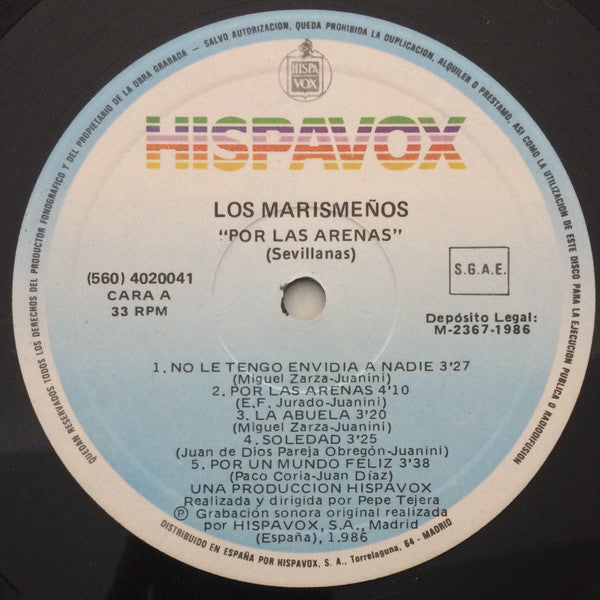 QUEDAN RESERVADOS TODOS LOS DERECHOS DEL PRODUCTOR FONOGRAFICO Y DEL PROPIETARIO DE LA OBRA GRABADA - SALVO AUTORIZACION, QUEDA PROHIBIDA LA DUPLICACION, ALQUILER O PRESTAMO, ASI COMO LA UTILIZACION DE ESTE DISCO PARA LA EJECUCION PUBLICA O RADIODIFUSION
HISPA
VOX
HISPAVOX
LOS MARISMEÑOS
"POR LAS ARENAS"
(Sevillanas)
(560) 4020041
CARA A
33 RPM
S.G.A.E.
Depósito Legal:
M-2367-1986
1. NO LE TENGO ENVIDIA A NADIE 3'27
(Miguel Zarza-Juanini)
2. POR LAS ARENAS 4'10
(E.F. Jurado-Juanini)
3. LA ABUELA 3'20
(Miguel Zarza-Juanini)
4. SOLEDAD 3'25
(Juan de Dios Pareja Obregón-Juanini)
5. POR UN MUNDO FELIZ 3'38
(Paco Coria-Juan Díaz)
UNA PRODUCCION HISPAVOX
Realizada y dirigida por Pepe Tejera
Ⓟ Grabación sonora original realizada
por HISPAVOX, S.A., Madrid
(España), 1.986
DISTRIBUIDO EN ESPAÑA POR HISPAVOX, S. A., Torrelaguna, 64 - MADRID